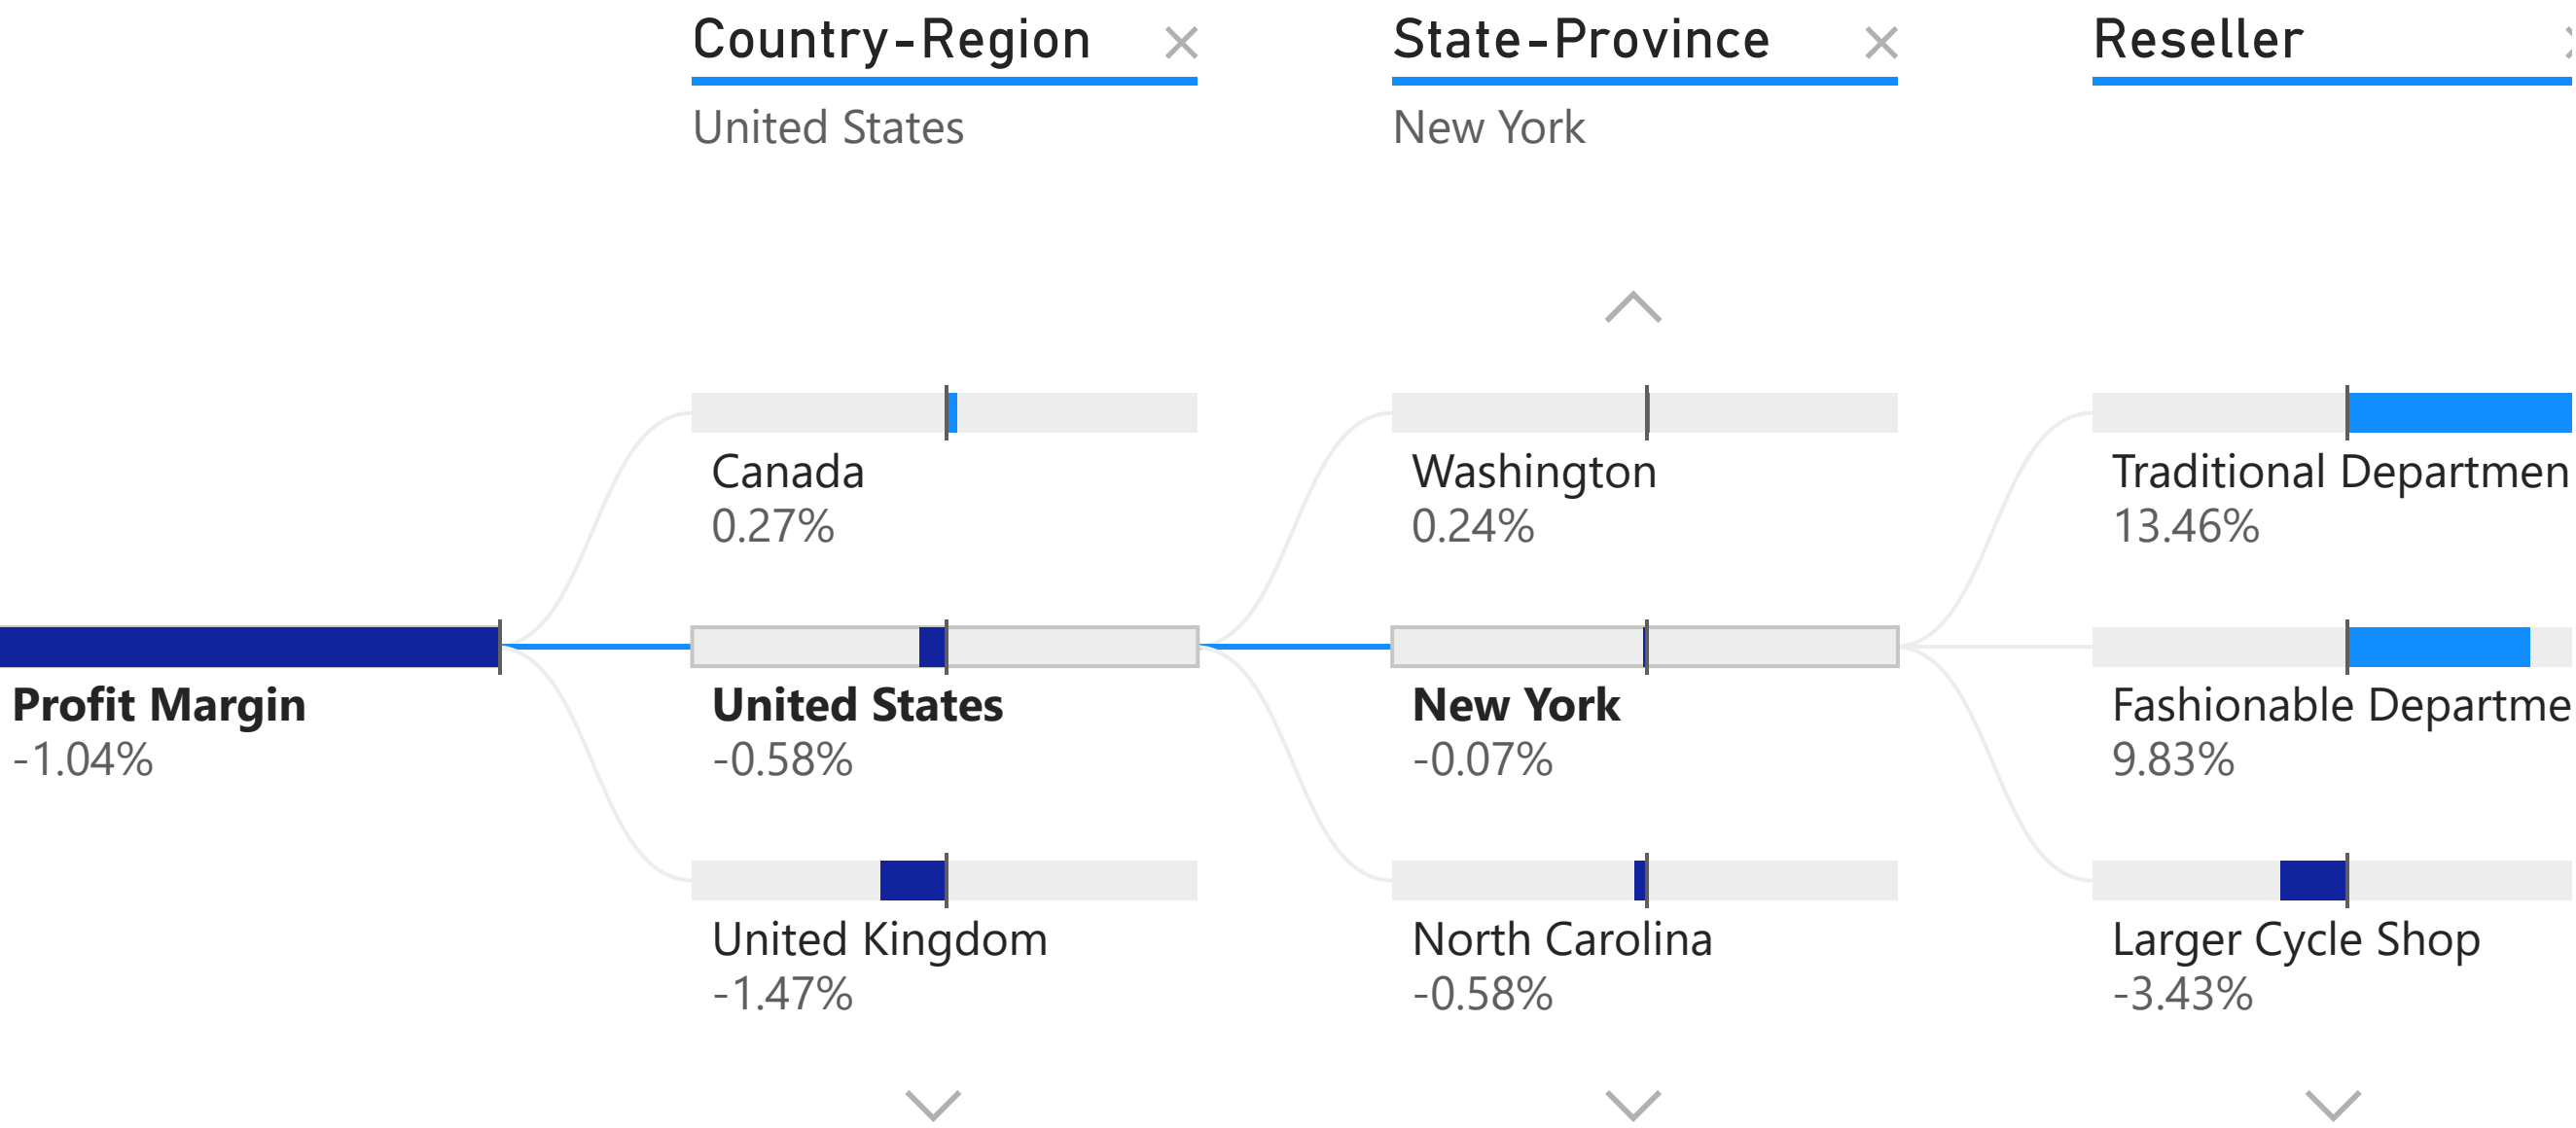 Country-Region
State-Province
Reseller
United States
New York
Canada
0.27%
Washington
0.24%
Traditional Departmen
13.46%
Profit Margin
-1.04%
United States
-0.58%
New York
-0.07%
Fashionable Departme
9.83%
United Kingdom
-1.47%
North Carolina
-0.58%
Larger Cycle Shop
-3.43%